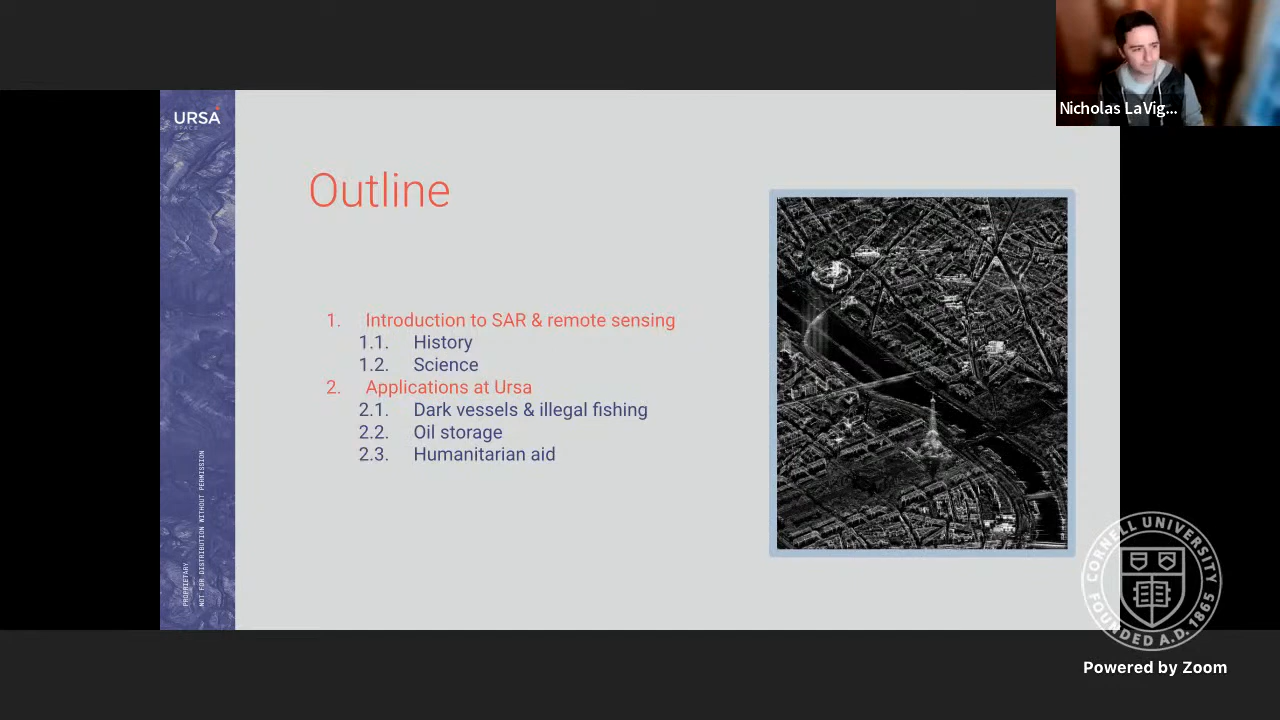 Nicholas LaVig...
URSA
SPACE
Outline
1. Introduction to SAR & remote sensing
1.1. History
1.2. Science
2. Applications at Ursa
2.1. Dark vessels & illegal fishing
2.2. Oil storage
2.3. Humanitarian aid
PROPRIETARY
NOT FOR DISTRIBUTION WITHOUT PERMISSION
CORNELL UNIVERSITY
FOUNDED A.D. 1865
Powered by Zoom